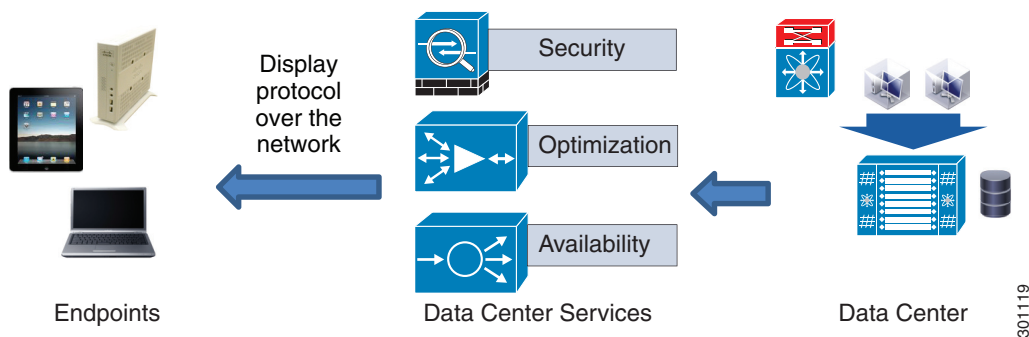 Display
protocol
over the
network
Security
Optimization
Availability
Endpoints
Data Center Services
Data Center
301119